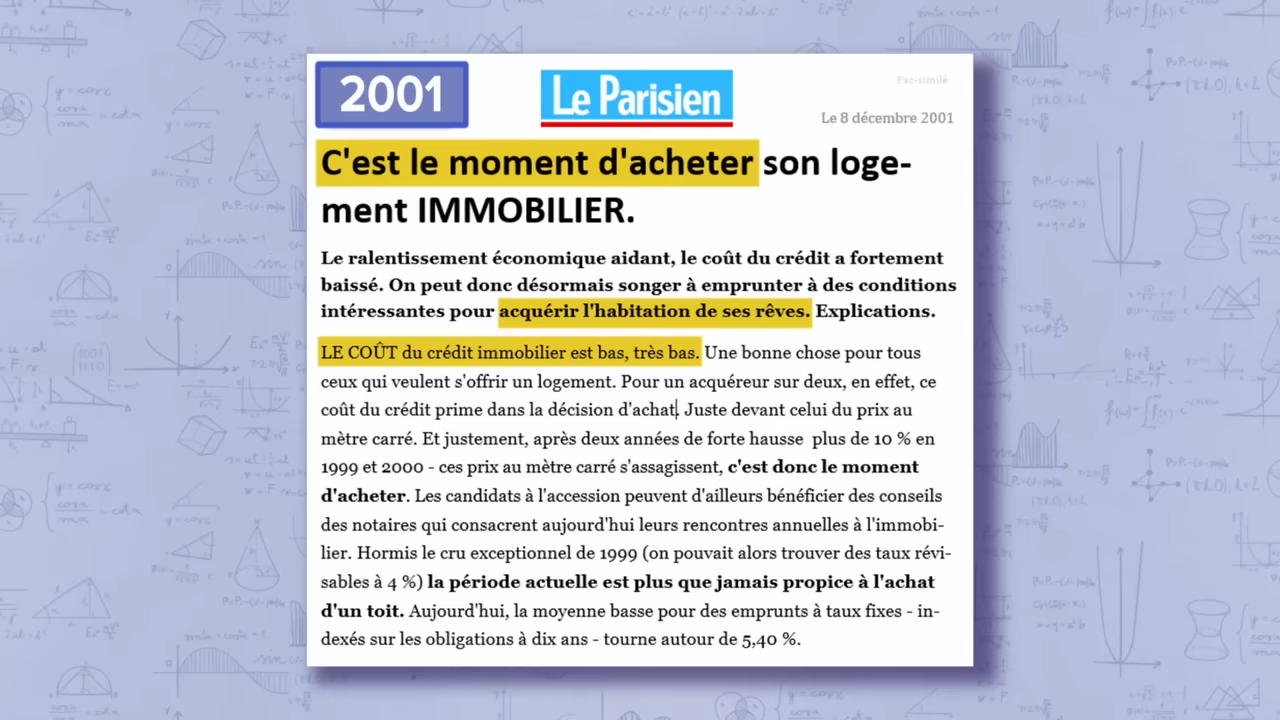 2001
Le Parisien
Fac-similé
Le 8 décembre 2001
C'est le moment d'acheter son loge-
ment IMMOBILIER.
Le ralentissement économique aidant, le coût du crédit a fortement
baissé. On peut donc désormais songer à emprunter à des conditions
intéressantes pour acquérir l'habitation de ses rêves. Explications.
LE COÛT du crédit immobilier est bas, très bas. Une bonne chose pour tous
ceux qui veulent s'offrir un logement. Pour un acquéreur sur deux, en effet, ce
coût du crédit prime dans la décision d'achat. Juste devant celui du prix au
mètre carré. Et justement, après deux années de forte hausse  plus de 10 % en
1999 et 2000 - ces prix au mètre carré s'assagissent, c'est donc le moment
d'acheter. Les candidats à l'accession peuvent d'ailleurs bénéficier des conseils
des notaires qui consacrent aujourd'hui leurs rencontres annuelles à l'immobi-
lier. Hormis le cru exceptionnel de 1999 (on pouvait alors trouver des taux révi-
sables à 4 %) la période actuelle est plus que jamais propice à l'achat
d'un toit. Aujourd'hui, la moyenne basse pour des emprunts à taux fixes - in-
dexés sur les obligations à dix ans - tourne autour de 5,40 %.